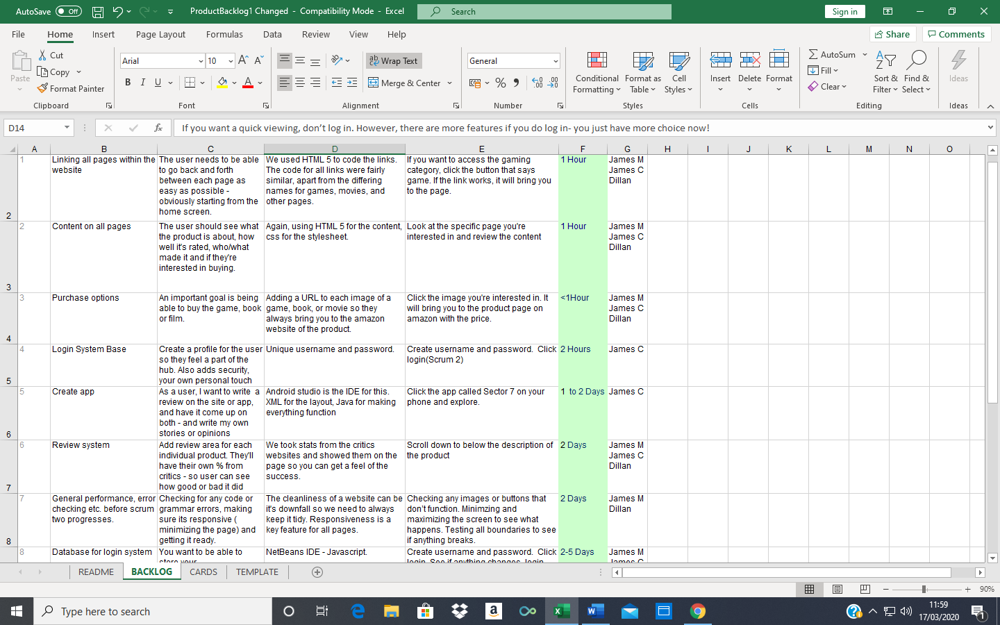 AutoSave Off ProductBacklog1 Changed - Compatibility Mode - Excel Search Sign in
File Home Insert Page Layout Formulas Data Review View Help Share Comments
Paste
Cut
Copy
Format Painter
Clipboard
Arial 10
B I U
Font
Wrap Text
Merge & Center
Alignment
General
Number
Conditional Formatting
Format as Table
Cell Styles
Styles
Insert
Delete
Format
Cells
AutoSum
Fill
Clear
Sort & Filter
Find & Select
Editing
Ideas
Ideas
D14 fx If you want a quick viewing, don’t log in. However, there are more features if you do log in- you just have more choice now!
A B C D E F G H I J K L M N O
2
1
Linking all pages within the
website
The user needs to be able
to go back and forth
between each page as
easy as possible -
obviously starting from the
home screen.
We used HTML 5 to code the links.
The code for all links were fairly
similar, apart from the differing
names for games, movies, and
other pages.
If you want to access the gaming
category, click the button that says
game. If the link works, it will bring you
to the page.
1 Hour
James M
James C
Dillan
3
2
Content on all pages
The user should see what
the product is about, how
well it's rated, who/what
made it and if they're
interested in buying.
Again, using HTML 5 for the content,
css for the stylesheet.
Look at the specific page you're
interested in and review the content
1 Hour
James M
James C
Dillan
4
3
Purchase options
An important goal is being
able to buy the game, book
or film.
Adding a URL to each image of a
game, book, or movie so they
always bring you to the amazon
website of the product.
Click the image you're interested in. It
will bring you to the product page on
amazon with the price.
<1Hour
James M
James C
Dillan
5
4
Login System Base
Create a profile for the user
so they feel a part of the
hub. Also adds security,
your own personal touch
Unique username and password.
Create username and password. Click
login(Scrum 2)
2 Hours
James C
6
5
Create app
As a user, I want to write a
review on the site or app,
and have it come up on
both - and write my own
stories or opinions
Android studio is the IDE for this.
XML for the layout, Java for making
everything function
Click the app called Sector 7 on your
phone and explore.
1 to 2 Days
James C
7
6
Review system
Add review area for each
individual product. They'll
have their own % from
critics - so user can see
how good or bad it did
We took stats from the critics
websites and showed them on the
page so you can get a feel of the
success.
Scroll down to below the description of
the product
2 Days
James M
James C
Dillan
8
7
General performance, error
checking etc. before scrum
two progresses.
Checking for any code or
grammar errors, making
sure its responsive (
minimizing the page) and
getting it ready.
The cleanliness of a website can be
it's downfall so we need to always
keep it tidy. Responsiveness is a
key feature for all pages.
Checking any images or buttons that
don’t function. Minimzing and
maximizing the screen to see what
happens. Testing all boundaries to see
if anything breaks.
2 Days
James M
Dillan
8
Database for login system
You want to be able to
store your
NetBeans IDE - Javascript.
Create username and password. Click
login. See if anything changes, login
2-5 Days
James M
James C
README BACKLOG CARDS TEMPLATE
90%
Type here to search
11:59
17/03/2020
1